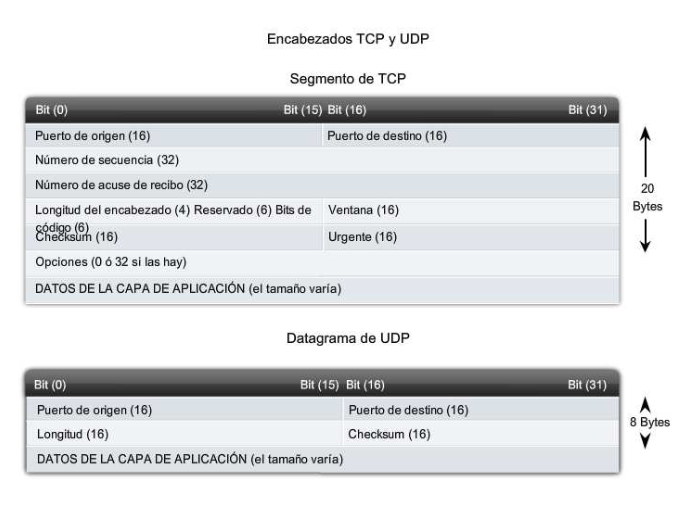 Encabezados TCP y UDP
Segmento de TCP
Bit (0) Bit (15) Bit (16) Bit (31)
Puerto de origen (16) Puerto de destino (16)
Número de secuencia (32)
Número de acuse de recibo (32)
Longitud del encabezado (4) Reservado (6) Bits de
código (6)
Ventana (16)
Checksum (16) Urgente (16)
Opciones (0 ó 32 si las hay)
DATOS DE LA CAPA DE APLICACIÓN (el tamaño varía)
20
Bytes
Datagrama de UDP
Bit (0) Bit (15) Bit (16) Bit (31)
Puerto de origen (16) Puerto de destino (16)
Longitud (16) Checksum (16)
DATOS DE LA CAPA DE APLICACIÓN (el tamaño varía)
8 Bytes